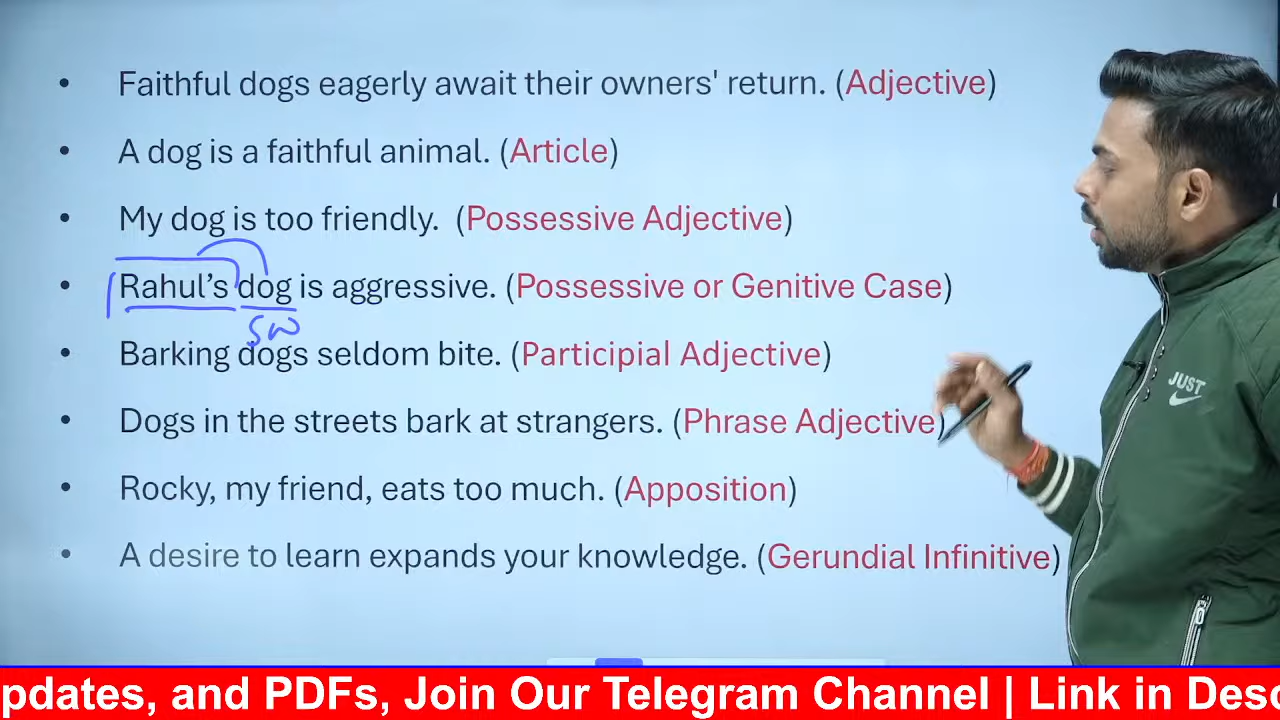 • Faithful dogs eagerly await their owners' return. (Adjective)
• A dog is a faithful animal. (Article)
• My dog is too friendly. (Possessive Adjective)
• Rahul’s dog is aggressive. (Possessive or Genitive Case)
SW
• Barking dogs seldom bite. (Participial Adjective)
• Dogs in the streets bark at strangers. (Phrase Adjective)
• Rocky, my friend, eats too much. (Apposition)
• A desire to learn expands your knowledge. (Gerundial Infinitive)
JUST
pdates, and PDFs, Join Our Telegram Channel | Link in Desc